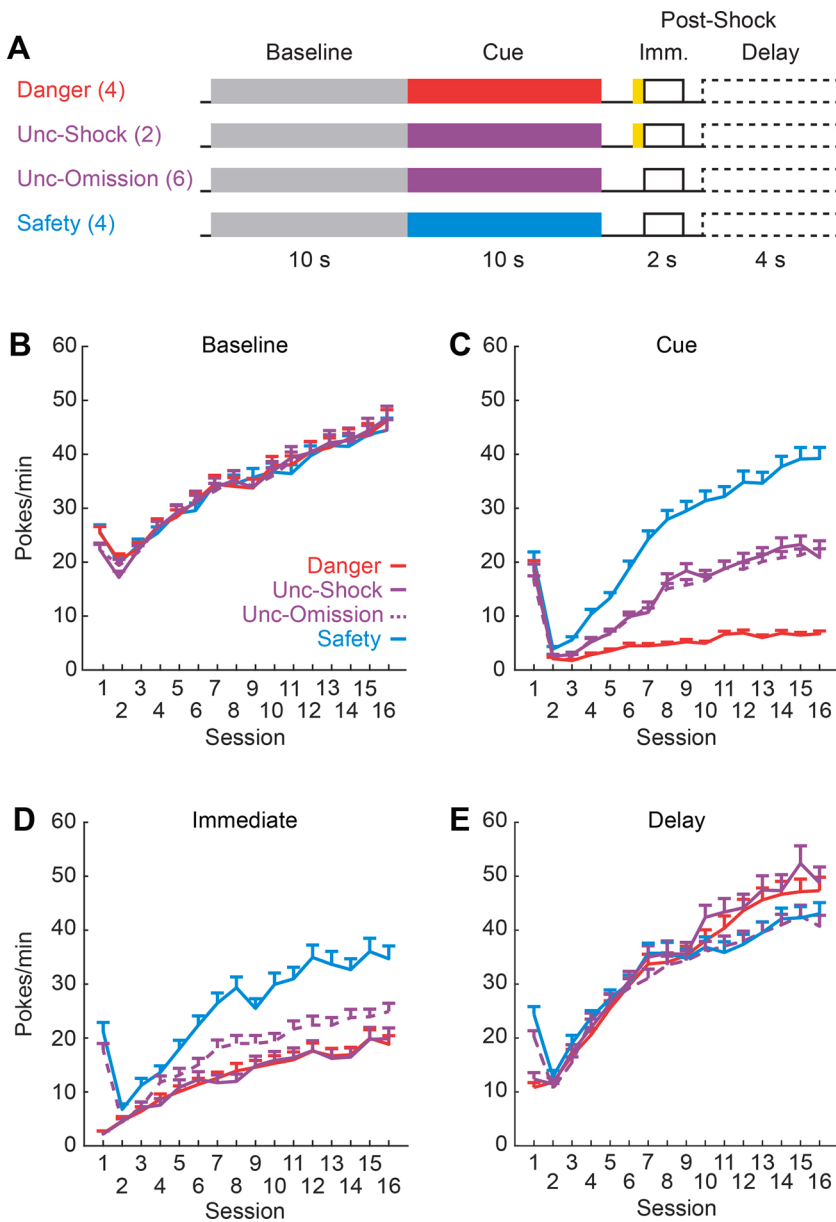 Post-Shock
A
Baseline Cue Imm. Delay
Danger (4)
Unc-Shock (2)
Unc-Omission (6)
Safety (4)
10 s 10 s 2 s 4 s
B Baseline
60
50
40
30
20
10
0
Pokes/min
Danger
Unc-Shock
Unc-Omission
Safety
1 3 5 7 9 11 13 15
2 4 6 8 10 12 14 16
Session
C Cue
60
50
40
30
20
10
0
1 3 5 7 9 11 13 15
2 4 6 8 10 12 14 16
Session
D Immediate
60
50
40
30
20
10
0
Pokes/min
1 3 5 7 9 11 13 15
2 4 6 8 10 12 14 16
Session
E Delay
60
50
40
30
20
10
0
1 3 5 7 9 11 13 15
2 4 6 8 10 12 14 16
Session